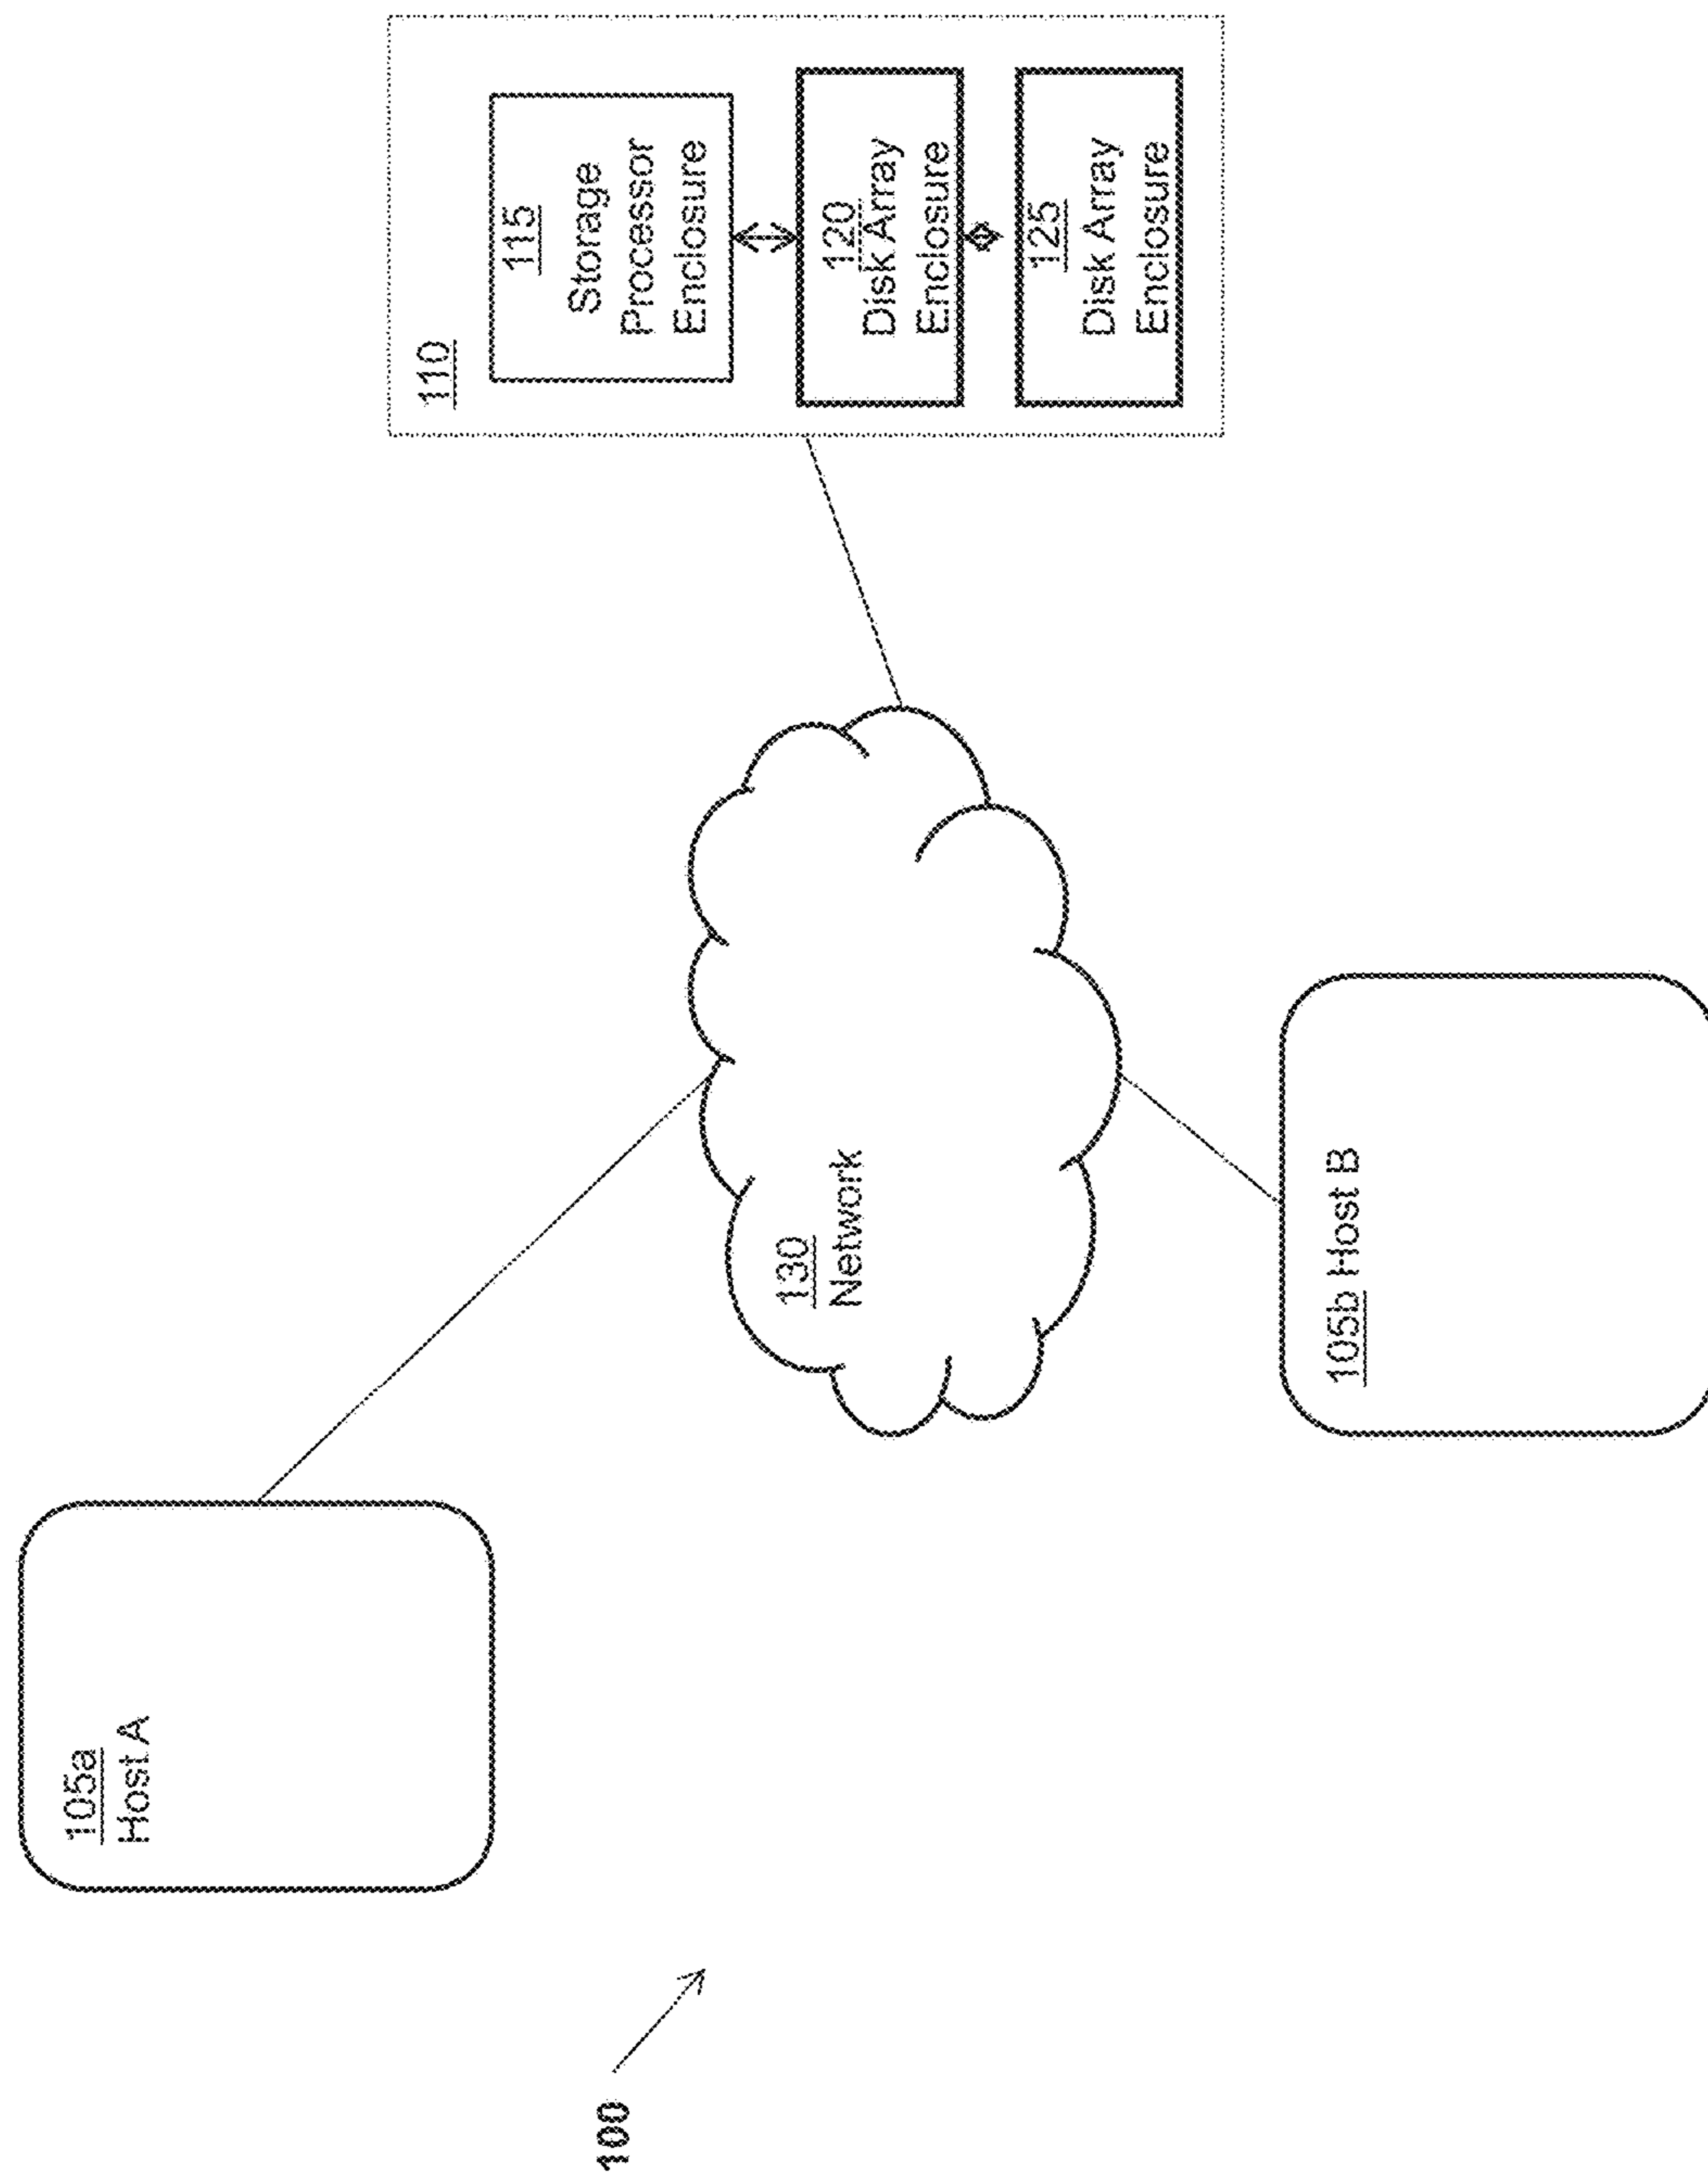 100
105a
Host A
130
Network
105b Host B
110
115
Storage
Processor
Enclosure
120
Disk Array
Enclosure
125
Disk Array
Enclosure